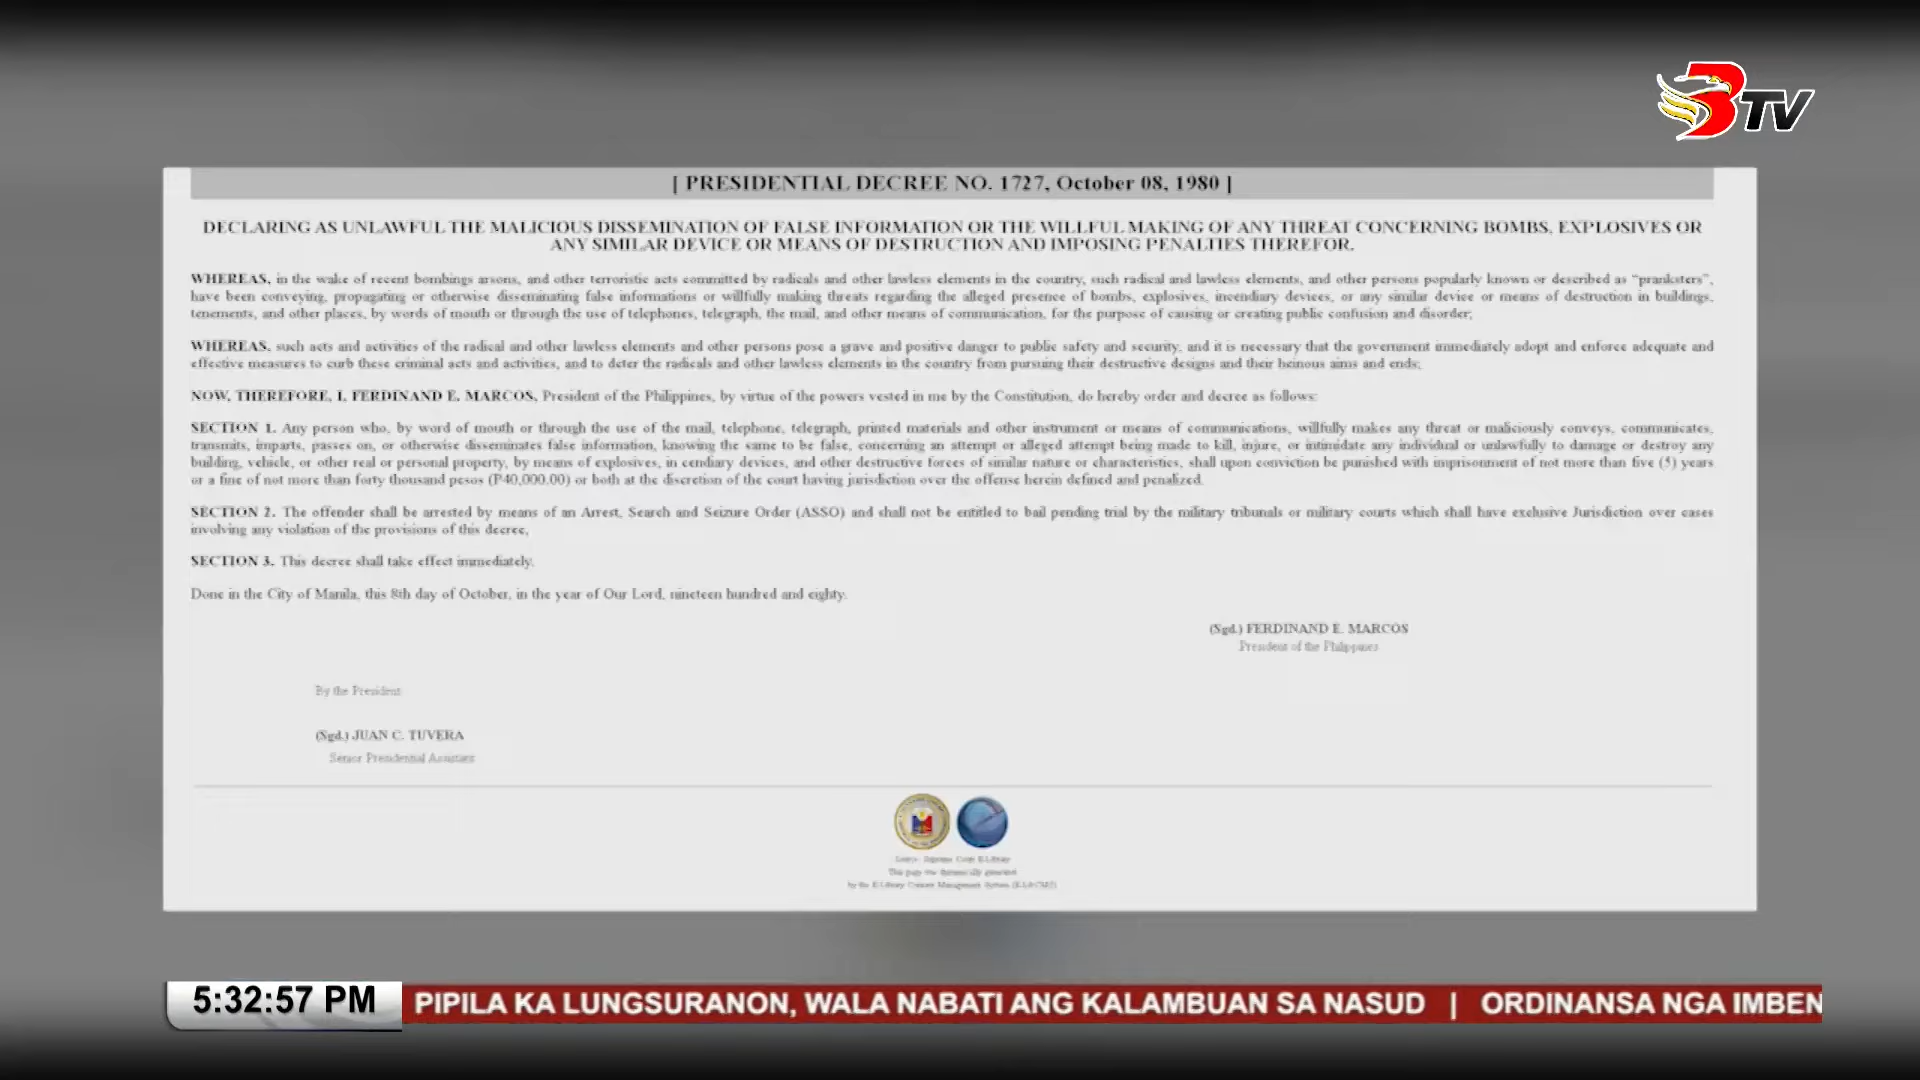 3TV
[ PRESIDENTIAL DECREE NO. 1727, October 08, 1980 ]
DECLARING AS UNLAWFUL THE MALICIOUS DISSEMINATION OF FALSE INFORMATION OR THE WILLFUL MAKING OF ANY THREAT CONCERNING BOMBS, EXPLOSIVES OR
ANY SIMILAR DEVICE OR MEANS OF DESTRUCTION AND IMPOSING PENALTIES THEREFOR.
WHEREAS, in the wake of recent bombings arsons, and other terroristic acts committed by radicals and other lawless elements in the country, such radical and lawless elements, and other persons popularly known or described as “pranksters”,
have been conveying, propagating or otherwise disseminating false informations or willfully making threats regarding the alleged presence of bombs, explosives, incendiary devices, or any similar device or means of destruction in buildings,
tenements, and other places, by words of mouth or through the use of telephones, telegraph, the mail, and other means of communication, for the purpose of causing or creating public confusion and disorder;
WHEREAS, such acts and activities of the radical and other lawless elements and other persons pose a grave and positive danger to public safety and security, and it is necessary that the government immediately adopt and enforce adequate and
effective measures to curb these criminal acts and activities, and to deter the radicals and other lawless elements in the country from pursuing their destructive designs and their heinous aims and ends;
NOW, THEREFORE, I, FERDINAND E. MARCOS, President of the Philippines, by virtue of the powers vested in me by the Constitution, do hereby order and decree as follows:
SECTION 1. Any person who, by word of mouth or through the use of the mail, telephone, telegraph, printed materials and other instrument or means of communications, willfully makes any threat or maliciously conveys, communicates,
transmits, imparts, passes on, or otherwise disseminates false information, knowing the same to be false, concerning an attempt or alleged attempt being made to kill, injure, or intimidate any individual or unlawfully to damage or destroy any
building, vehicle, or other real or personal property, by means of explosives, in cendiary devices, and other destructive forces of similar nature or characteristics, shall upon conviction be punished with imprisonment of not more than five (5) years
or a fine of not more than forty thousand pesos (P40,000.00) or both at the discretion of the court having jurisdiction over the offense herein defined and penalized.
SECTION 2. The offender shall be arrested by means of an Arrest, Search and Seizure Order (ASSO) and shall not be entitled to bail pending trial by the military tribunals or military courts which shall have exclusive Jurisdiction over cases
involving any violation of the provisions of this decree.
SECTION 3. This decree shall take effect immediately.
Done in the City of Manila, this 8th day of October, in the year of Our Lord, nineteen hundred and eighty.
(Sgd.) FERDINAND E. MARCOS
President of the Philippines
By the President
(Sgd.) JUAN C. TUVERA
Senior Presidential Assistant
Source: Supreme Court E-Library
This page was dynamically generated
by the E-Library Content Management System (E-LibCMS)
5:32:57 PM
PIPILA KA LUNGSURANON, WALA NABATI ANG KALAMBUAN SA NASUD | ORDINANSA NGA IMBEN